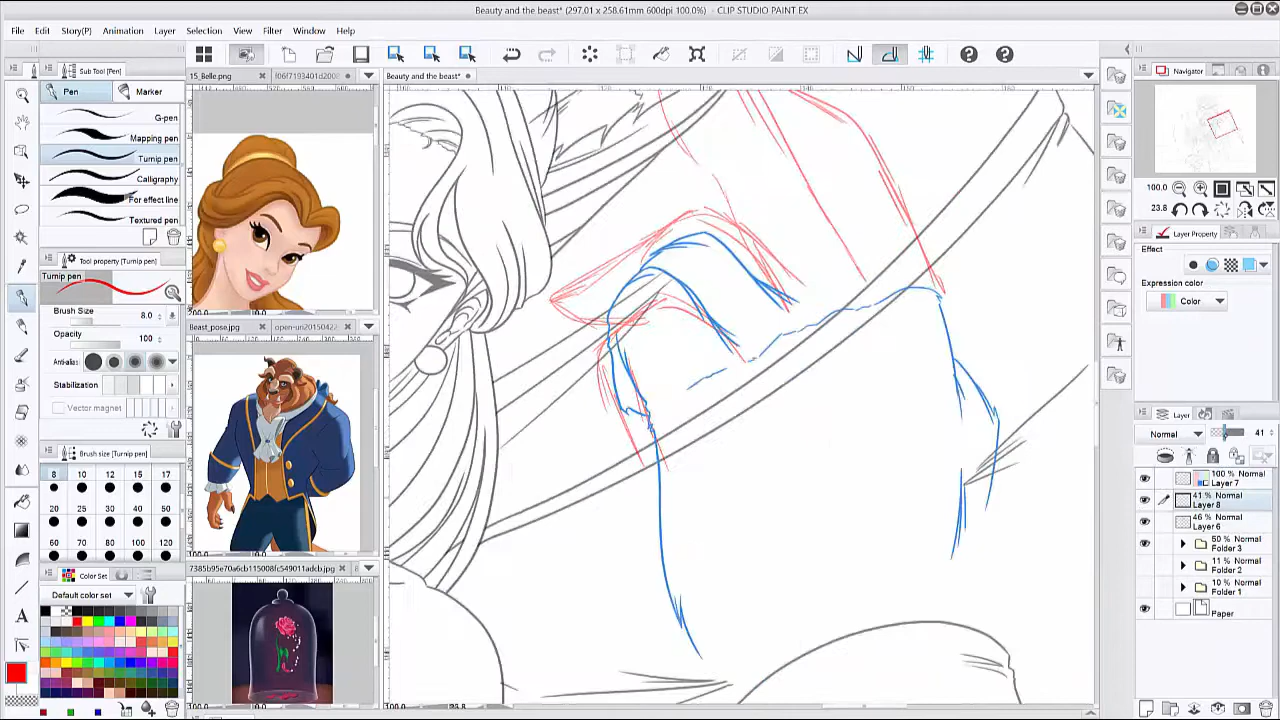 Beauty and the beast* (297.01 x 258.61mm 600dpi 100.0%) - CLIP STUDIO PAINT EX
File Edit Story(P) Animation Layer Selection View Filter Window Help
Sub Tool [Pen]
15_Belle.png
Beauty and the beast*
Navigator
Pen Marker
G-pen
Mapping pen
Turnip pen
Calligraphy
For effect line
Textured pen
100.0
23.8
Layer Property
Tool property [Turnip pen]
Effect
Turnip pen
Expression color
Color
Brush Size 8.0
Opacity 100
Anti-alias
Stabilization
Vector magnet
Beast_pose.jpg
open-un20150422
Brush size [Turnip pen]
8 10 12 15 17
20 25 30 40 50
60 70 80 100 120
Layer
Normal 41
100 % Normal
Layer 7
41 % Normal
Layer 8
Layer 6
50 % Normal
Folder 3
11 % Normal
Folder 2
10 % Normal
Folder 1
Paper
Color Set
Default color set
7385b95e70a6cb115008fc549011adcb.jpg